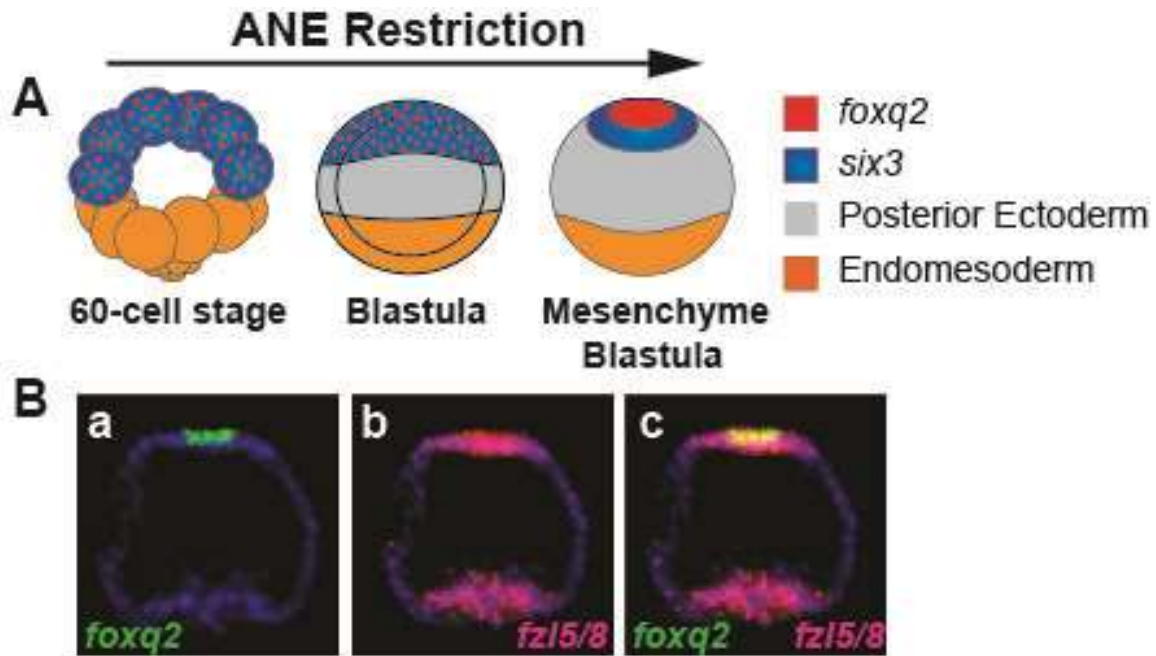 ANE Restriction
A
foxq2
six3
Posterior Ectoderm
Endomesoderm
60-cell stage
Blastula
Mesenchyme
Blastula
B
a
b
c
foxq2
fzl5/8
foxq2 fzl5/8